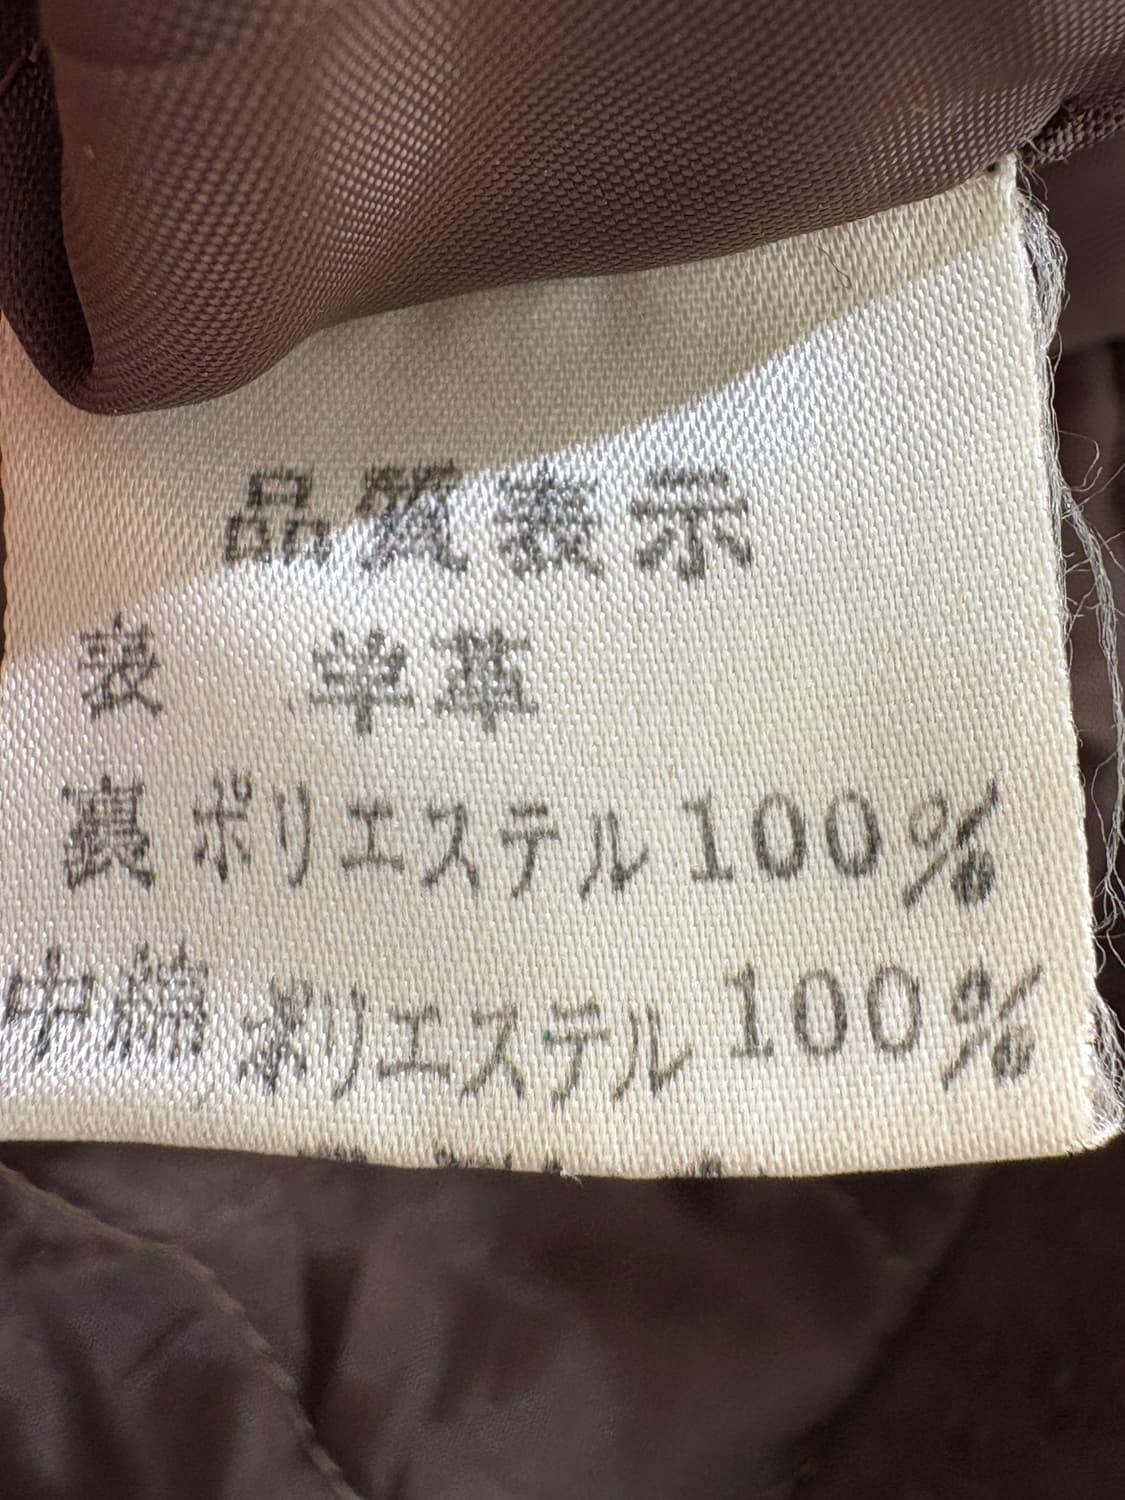 品質表示
表 羊革
裏 ポリエステル100%
中綿 ポリエステル100%